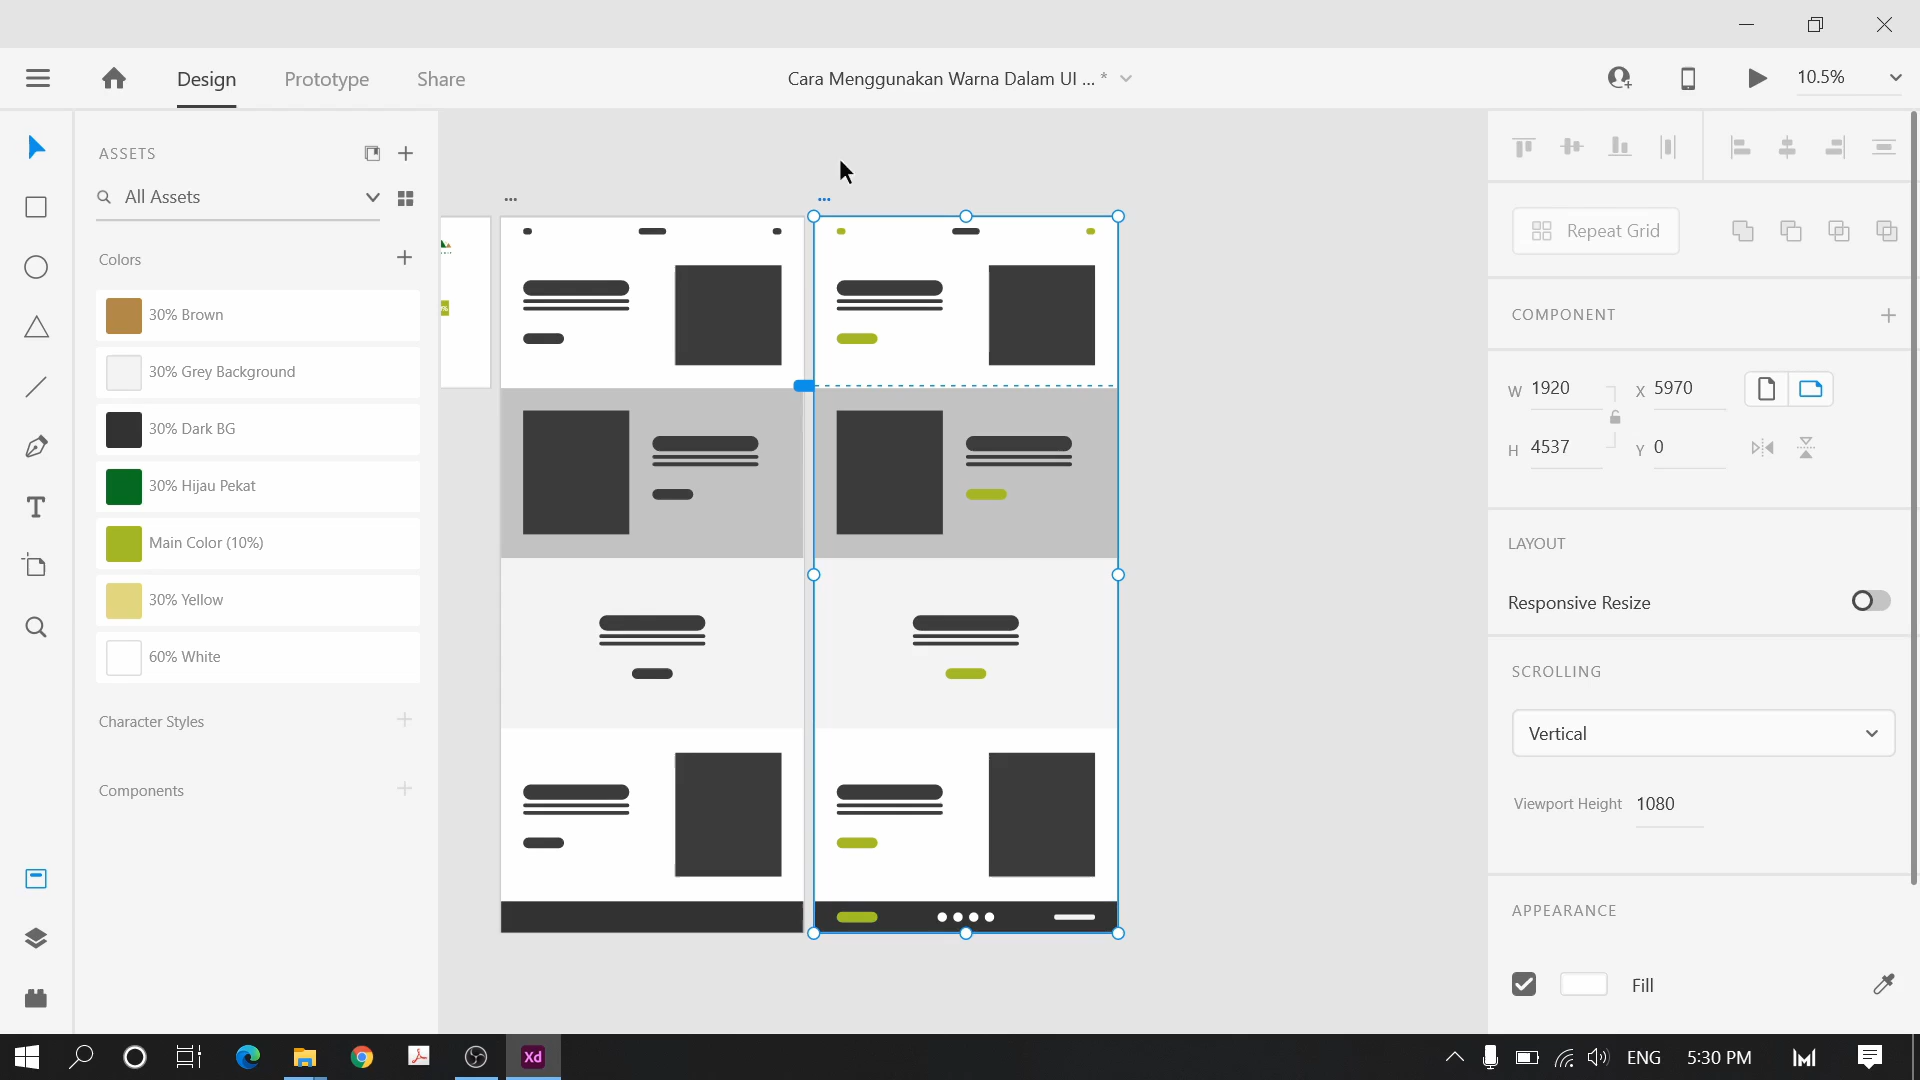 Design
Prototype
Share
Cara Menggunakan Warna Dalam UI ... *
10.5%
ASSETS
All Assets
Colors
30% Brown
30% Grey Background
30% Dark BG
30% Hijau Pekat
Main Color (10%)
30% Yellow
60% White
Character Styles
Components
...
...
Repeat Grid
COMPONENT
W 1920
X 5970
H 4537
Y 0
LAYOUT
Responsive Resize
SCROLLING
Vertical
Viewport Height 1080
APPEARANCE
Fill
Xd
ENG
5:30 PM